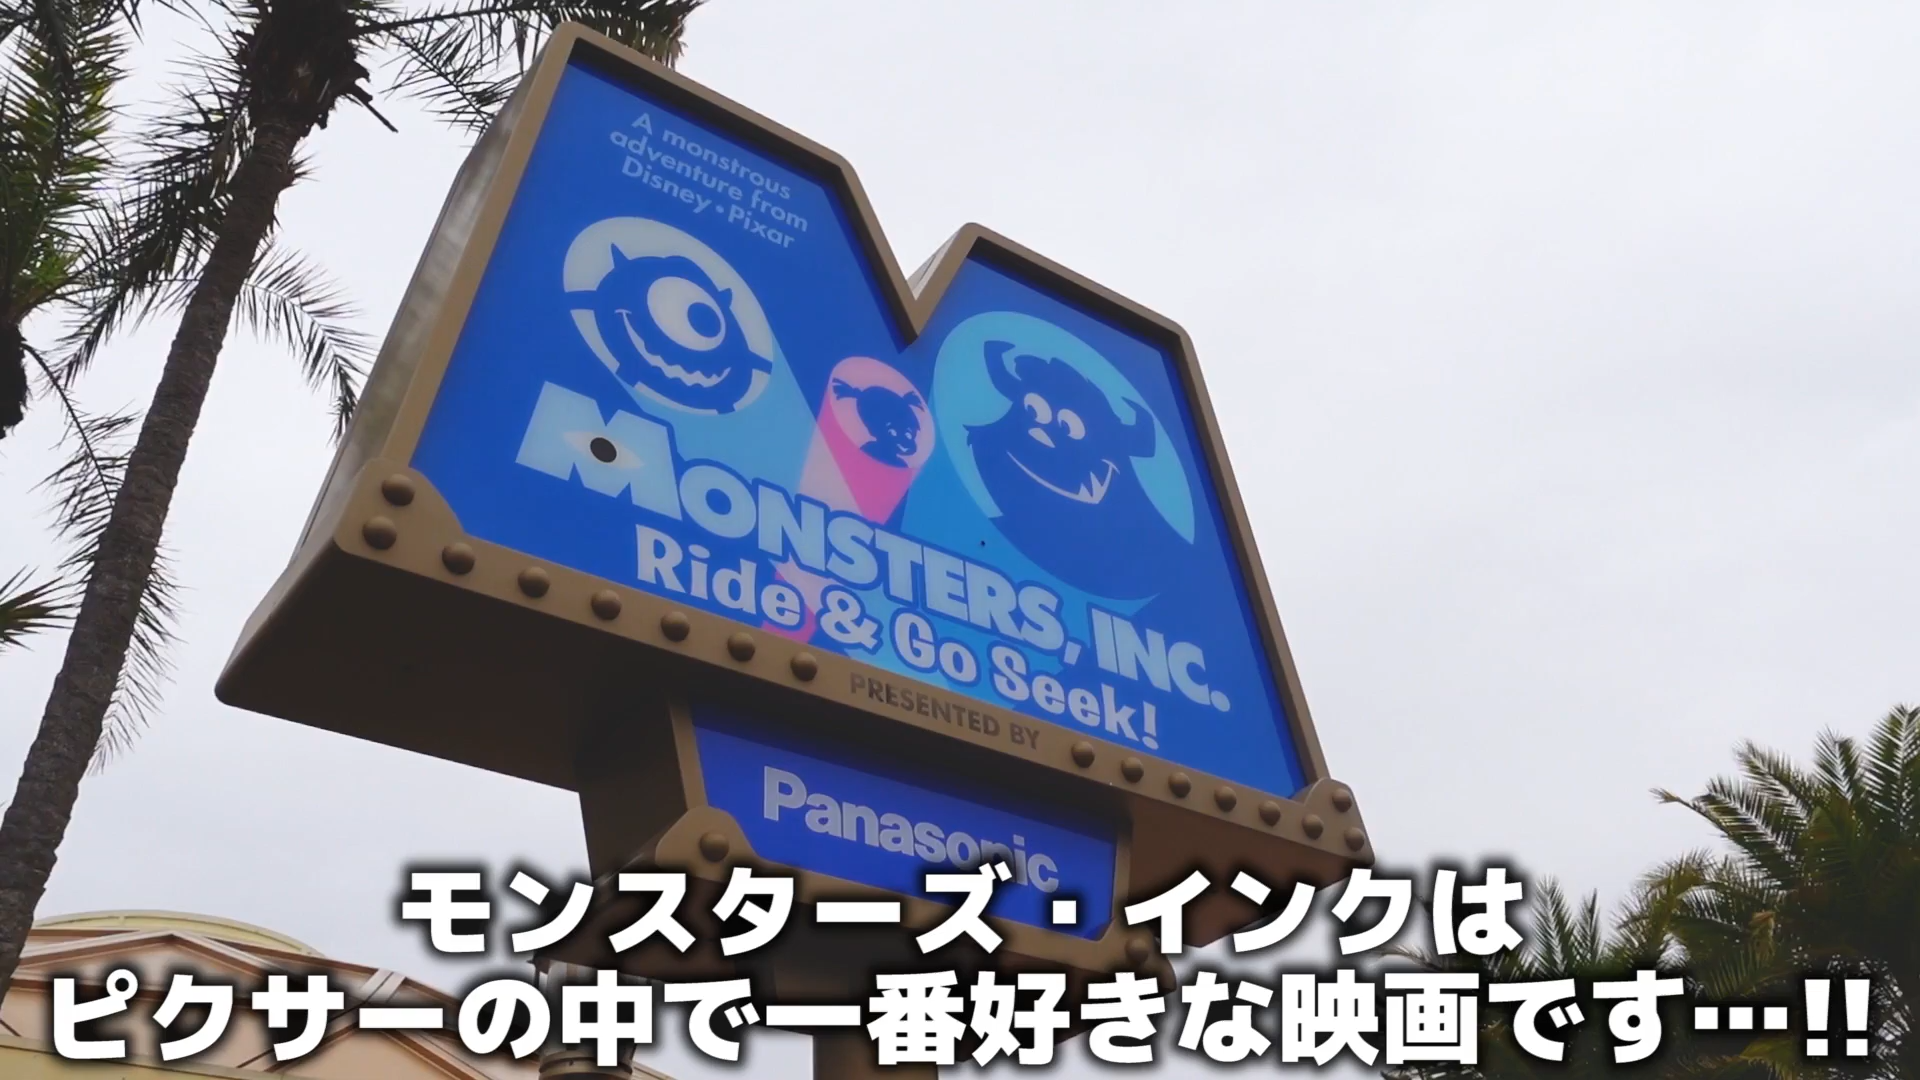 A monstrous
adventure from
Disney・Pixar
MONSTERS, INC.
Ride & Go Seek!
PRESENTED BY
Panasonic
モンスターズ・インクは
ピクサーの中で一番好きな映画です…!!